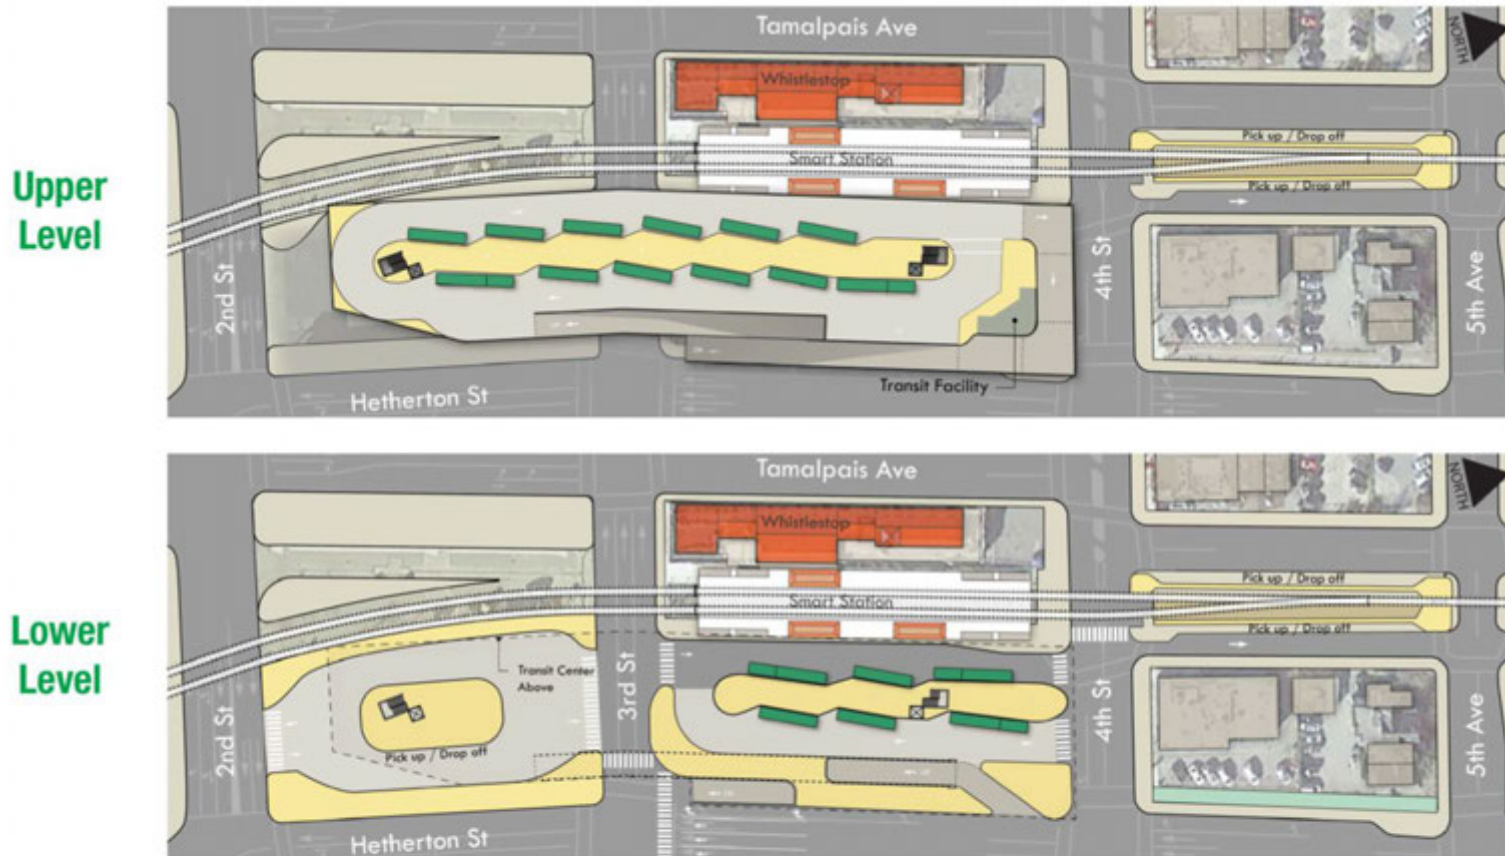 Upper
Level
Tamalpais Ave
Whistlestop
Smart Station
Pick up / Drop off
Pick up / Drop off
NORTH
2nd St
4th St
5th Ave
Transit Facility
Hetherton St
Lower
Level
Tamalpais Ave
Whistlestop
Smart Station
Pick up / Drop off
Pick up / Drop off
NORTH
Transit Center
Above
2nd St
3rd St
4th St
5th Ave
Pick up / Drop off
Hetherton St